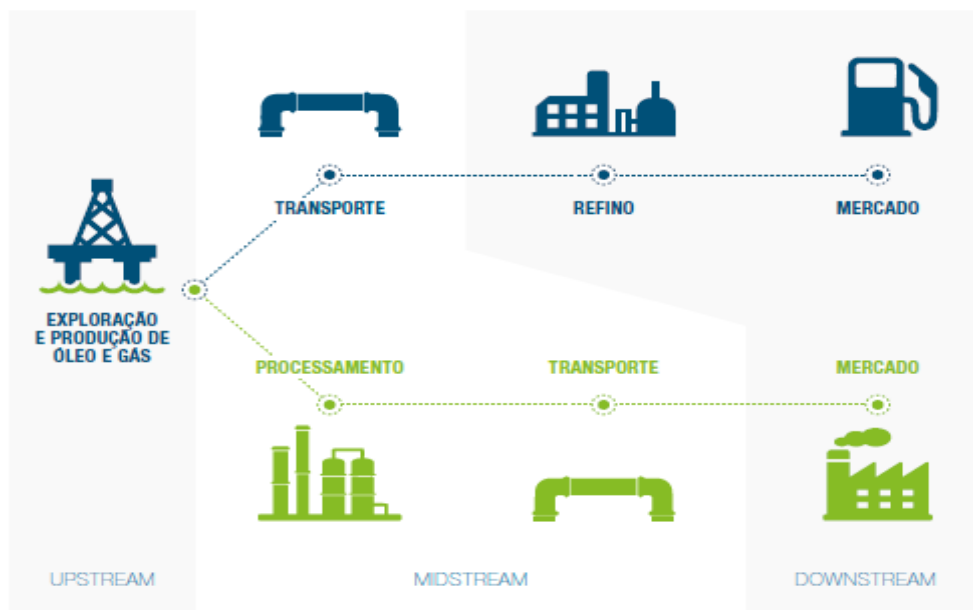 TRANSPORTE
REFINO
MERCADO
EXPLORAÇÃO
E PRODUÇÃO DE
ÓLEO E GÁS
PROCESSAMENTO
TRANSPORTE
MERCADO
UPSTREAM
MIDSTREAM
DOWNSTREAM